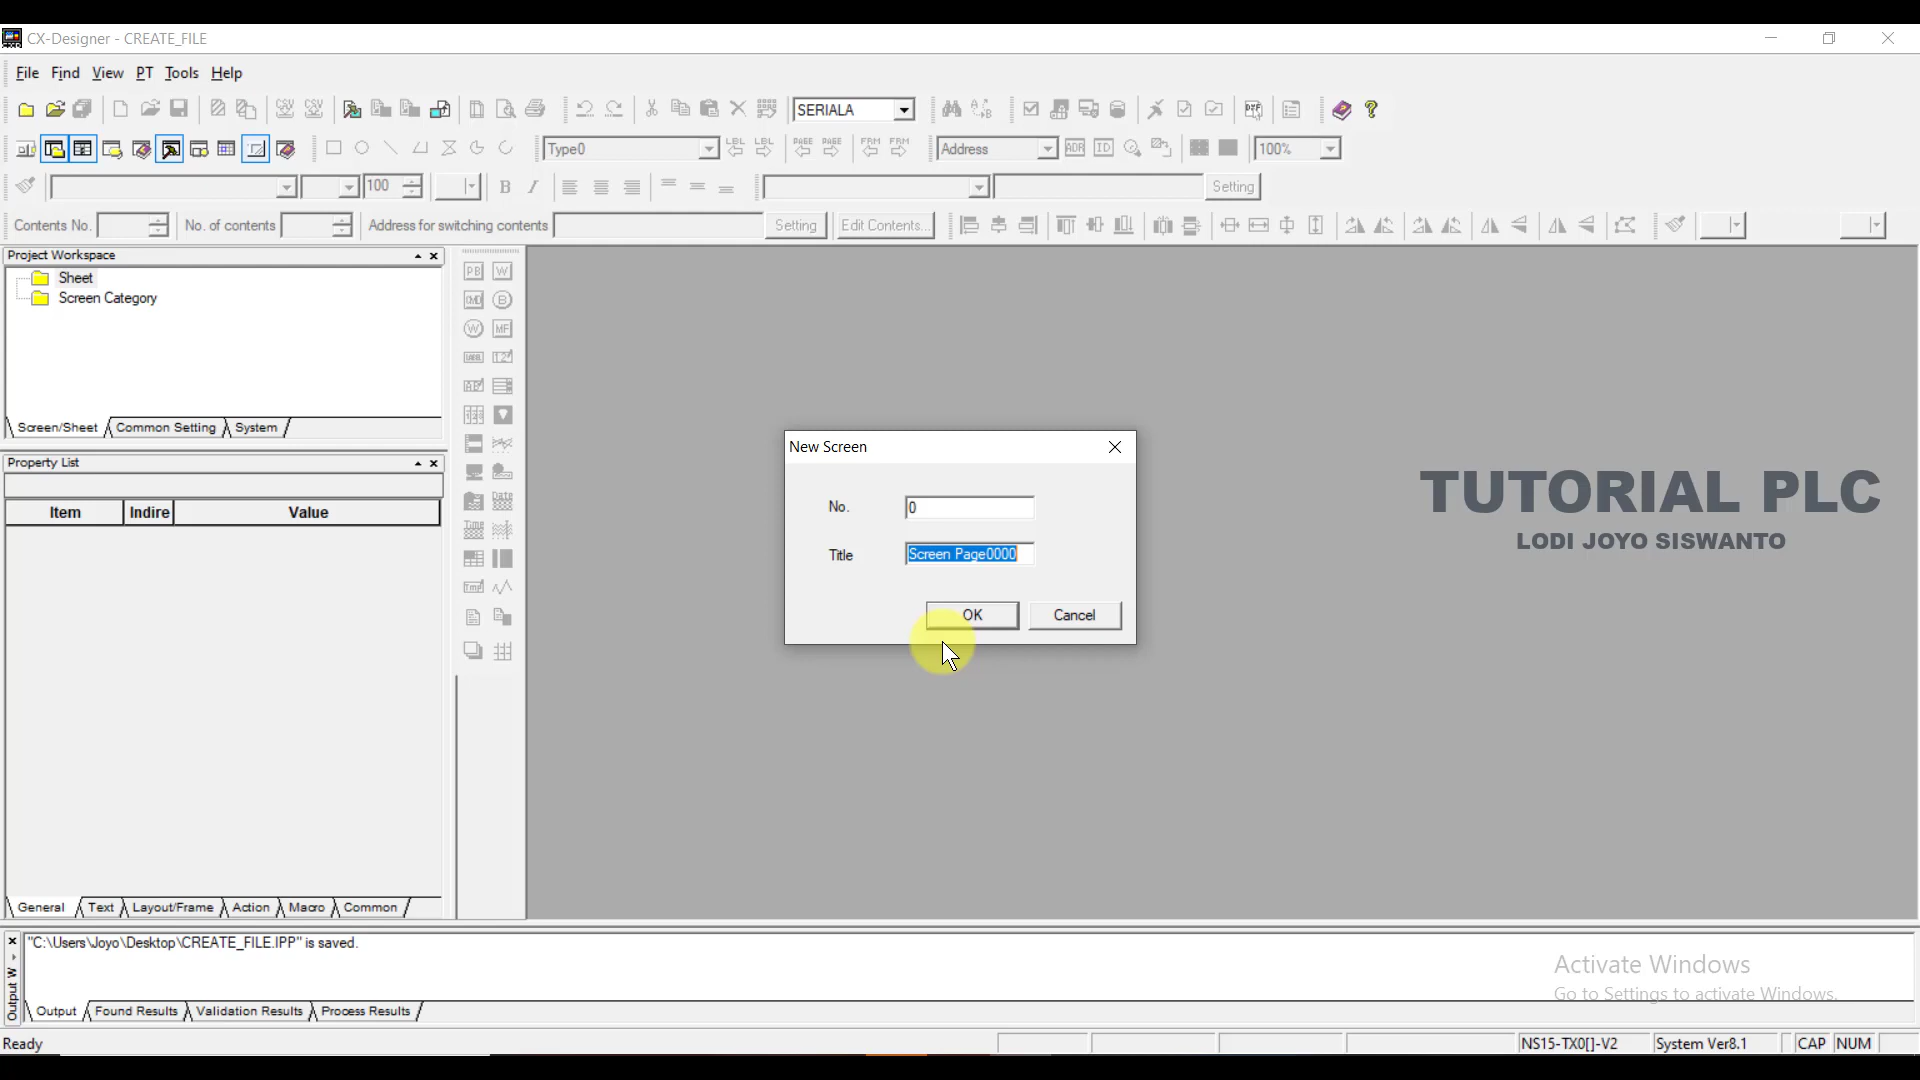 CX-Designer - CREATE_FILE
File Find View PT Tools Help
SERIALA
Type0 Address 100%
100 Setting
Contents No. No. of contents Address for switching contents Setting Edit Contents...
Project Workspace
Sheet
Screen Category
Screen/Sheet Common Setting System
Property List
Item Indire Value
General Text Layout/Frame Action Macro Common
New Screen
No. 0
Title Screen Page0000
OK Cancel
TUTORIAL PLC
LODI JOYO SISWANTO
"C:\Users\Joyo\Desktop\CREATE_FILE.IPP" is saved.
Output W
Output Found Results Validation Results Process Results
Activate Windows
Go to Settings to activate Windows.
Ready NS15-TX0[]-V2 System Ver8.1 CAP NUM